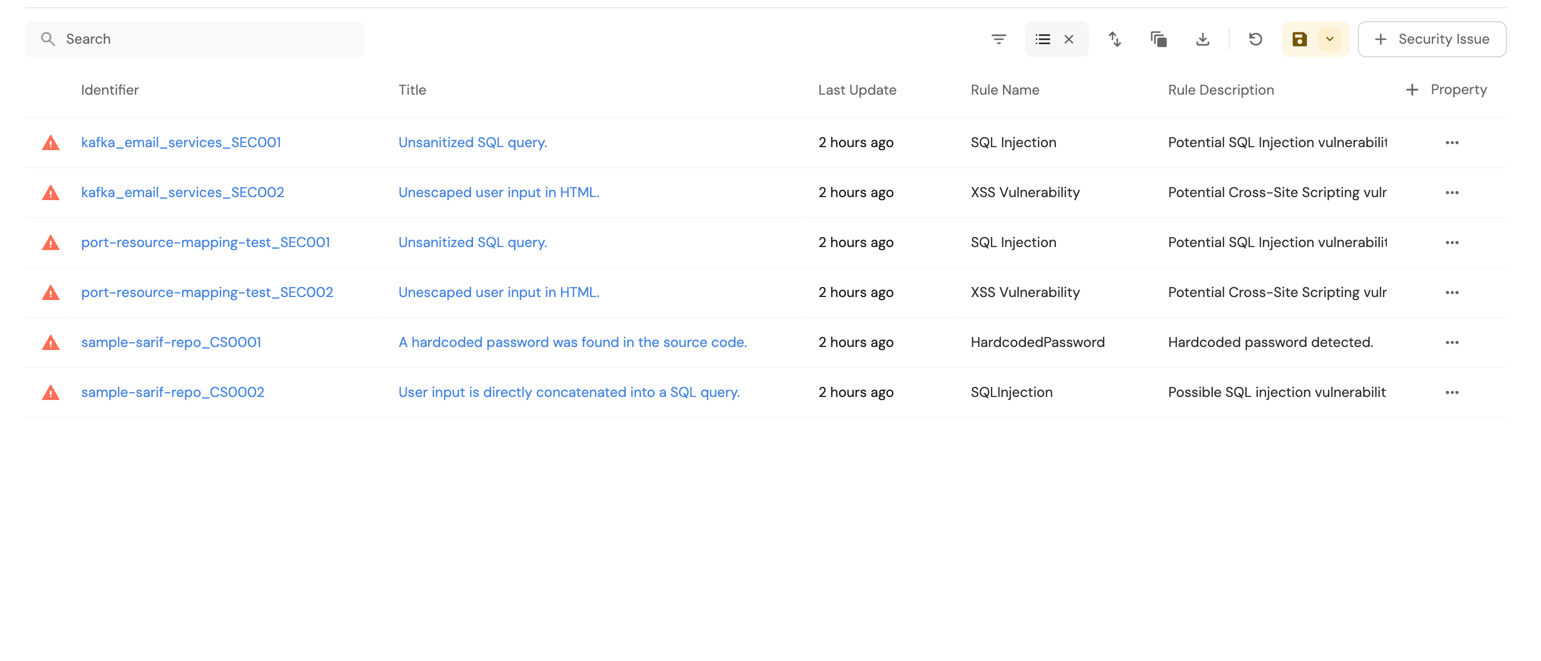 Search
Security Issue
Identifier Title Last Update Rule Name Rule Description Property
kafka_email_services_SEC001 Unsanitized SQL query. 2 hours ago SQL Injection Potential SQL Injection vulnerabilit
kafka_email_services_SEC002 Unescaped user input in HTML. 2 hours ago XSS Vulnerability Potential Cross-Site Scripting vulr
port-resource-mapping-test_SEC001 Unsanitized SQL query. 2 hours ago SQL Injection Potential SQL Injection vulnerabilit
port-resource-mapping-test_SEC002 Unescaped user input in HTML. 2 hours ago XSS Vulnerability Potential Cross-Site Scripting vulr
sample-sarif-repo_CS0001 A hardcoded password was found in the source code. 2 hours ago HardcodedPassword Hardcoded password detected.
sample-sarif-repo_CS0002 User input is directly concatenated into a SQL query. 2 hours ago SQLInjection Possible SQL injection vulnerabilit